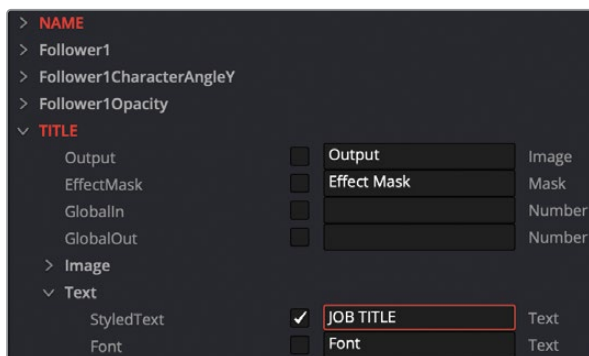 NAME
Follower1
Follower1CharacterAngleY
Follower1Opacity
TITLE
Output Output Image
EffectMask Effect Mask Mask
GlobalIn Number
GlobalOut Number
Image
Text
StyledText JOB TITLE Text
Font Font Text